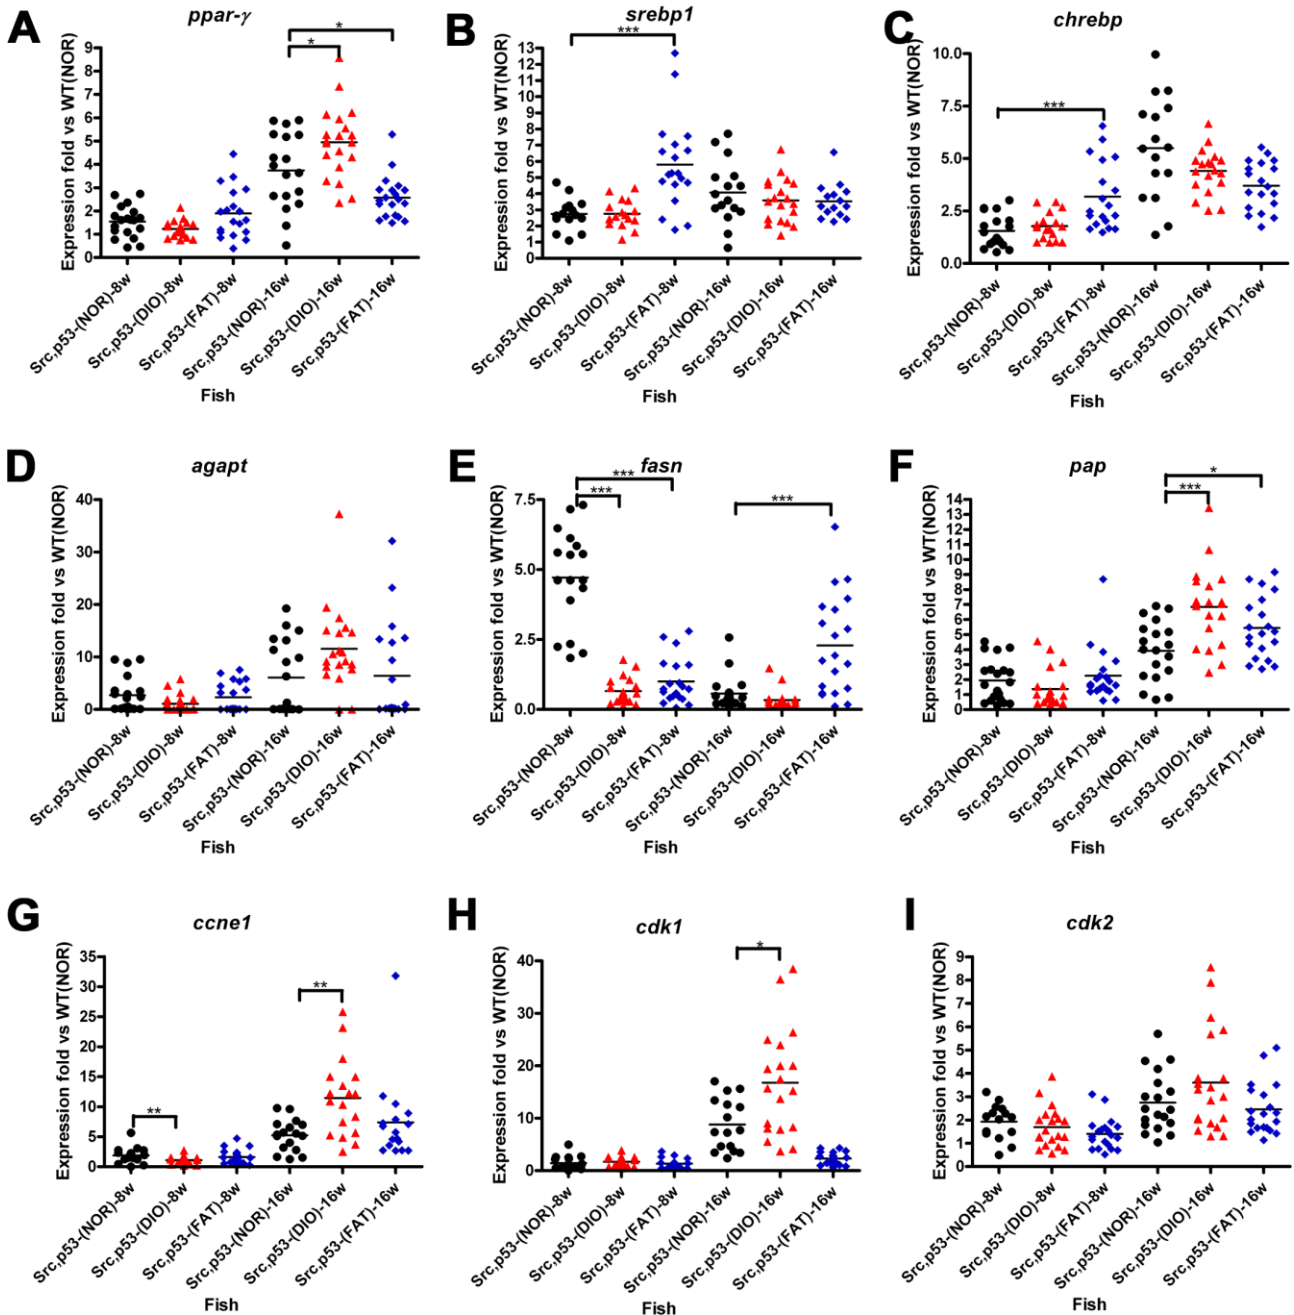 A
ppar-γ
*
*
Expression fold vs WT(NOR)
9
8
7
6
5
4
3
2
1
0
Src,p53-(NOR)-8w
Src,p53-(DIO)-8w
Src,p53-(FAT)-8w
Src,p53-(NOR)-16w
Src,p53-(DIO)-16w
Src,p53-(FAT)-16w
Fish
B
srebp1
***
Expression fold vs WT(NOR)
13
12
11
10
9
8
7
6
5
4
3
2
1
0
Src,p53-(NOR)-8w
Src,p53-(DIO)-8w
Src,p53-(FAT)-8w
Src,p53-(NOR)-16w
Src,p53-(DIO)-16w
Src,p53-(FAT)-16w
Fish
C
chrebp
***
Expression fold vs WT(NOR)
10.0
7.5
5.0
2.5
0.0
Src,p53-(NOR)-8w
Src,p53-(DIO)-8w
Src,p53-(FAT)-8w
Src,p53-(NOR)-16w
Src,p53-(DIO)-16w
Src,p53-(FAT)-16w
Fish
D
agapt
Expression fold vs WT(NOR)
40
30
20
10
0
Src,p53-(NOR)-8w
Src,p53-(DIO)-8w
Src,p53-(FAT)-8w
Src,p53-(NOR)-16w
Src,p53-(DIO)-16w
Src,p53-(FAT)-16w
Fish
E
fasn
***
***
***
Expression fold vs WT(NOR)
7.5
5.0
2.5
0.0
Src,p53-(NOR)-8w
Src,p53-(DIO)-8w
Src,p53-(FAT)-8w
Src,p53-(NOR)-16w
Src,p53-(DIO)-16w
Src,p53-(FAT)-16w
Fish
F
pap
*
***
Expression fold vs WT(NOR)
14
13
12
11
10
9
8
7
6
5
4
3
2
1
0
Src,p53-(NOR)-8w
Src,p53-(DIO)-8w
Src,p53-(FAT)-8w
Src,p53-(NOR)-16w
Src,p53-(DIO)-16w
Src,p53-(FAT)-16w
Fish
G
ccne1
**
**
Expression fold vs WT(NOR)
35
30
25
20
15
10
5
0
Src,p53-(NOR)-8w
Src,p53-(DIO)-8w
Src,p53-(FAT)-8w
Src,p53-(NOR)-16w
Src,p53-(DIO)-16w
Src,p53-(FAT)-16w
Fish
H
cdk1
*
Expression fold vs WT(NOR)
40
30
20
10
0
Src,p53-(NOR)-8w
Src,p53-(DIO)-8w
Src,p53-(FAT)-8w
Src,p53-(NOR)-16w
Src,p53-(DIO)-16w
Src,p53-(FAT)-16w
Fish
I
cdk2
Expression fold vs WT(NOR)
9
8
7
6
5
4
3
2
1
0
Src,p53-(NOR)-8w
Src,p53-(DIO)-8w
Src,p53-(FAT)-8w
Src,p53-(NOR)-16w
Src,p53-(DIO)-16w
Src,p53-(FAT)-16w
Fish